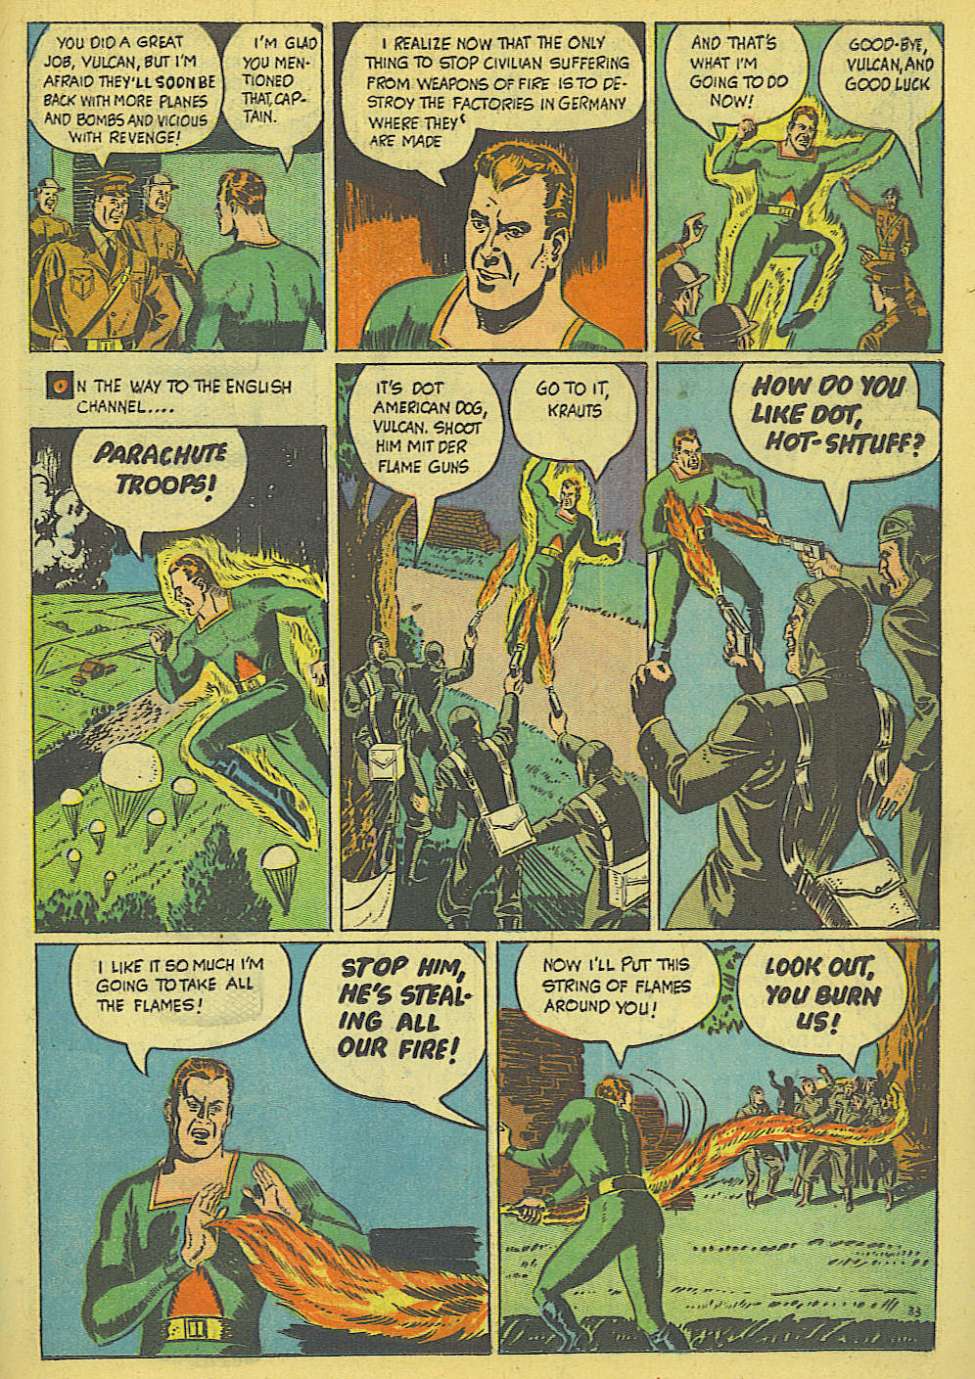 YOU DID A GREAT
JOB, VULCAN, BUT I'M
AFRAID THEY'LL SOON BE
BACK WITH MORE PLANES
AND BOMBS AND VICIOUS
WITH REVENGE!
I'M GLAD
YOU MEN-
TIONED
THAT, CAP-
TAIN.
I REALIZE NOW THAT THE ONLY
THING TO STOP CIVILIAN SUFFERING
FROM WEAPONS OF FIRE IS TO DE-
STROY THE FACTORIES IN GERMANY
WHERE THEY'
ARE MADE
AND THAT'S
WHAT I'M
GOING TO DO
NOW!
GOOD-BYE,
VULCAN, AND
GOOD LUCK
ON THE WAY TO THE ENGLISH
CHANNEL....
PARACHUTE
TROOPS!
IT'S DOT
AMERICAN DOG,
VULCAN. SHOOT
HIM MIT DER
FLAME GUNS
GO TO IT,
KRAUTS
HOW DO YOU
LIKE DOT,
HOT-SHTUFF?
I LIKE IT SO MUCH I'M
GOING TO TAKE ALL
THE FLAMES!
STOP HIM,
HE'S STEAL-
ING ALL
OUR FIRE!
NOW I'LL PUT THIS
STRING OF FLAMES
AROUND YOU!
LOOK OUT,
YOU BURN
US!
33